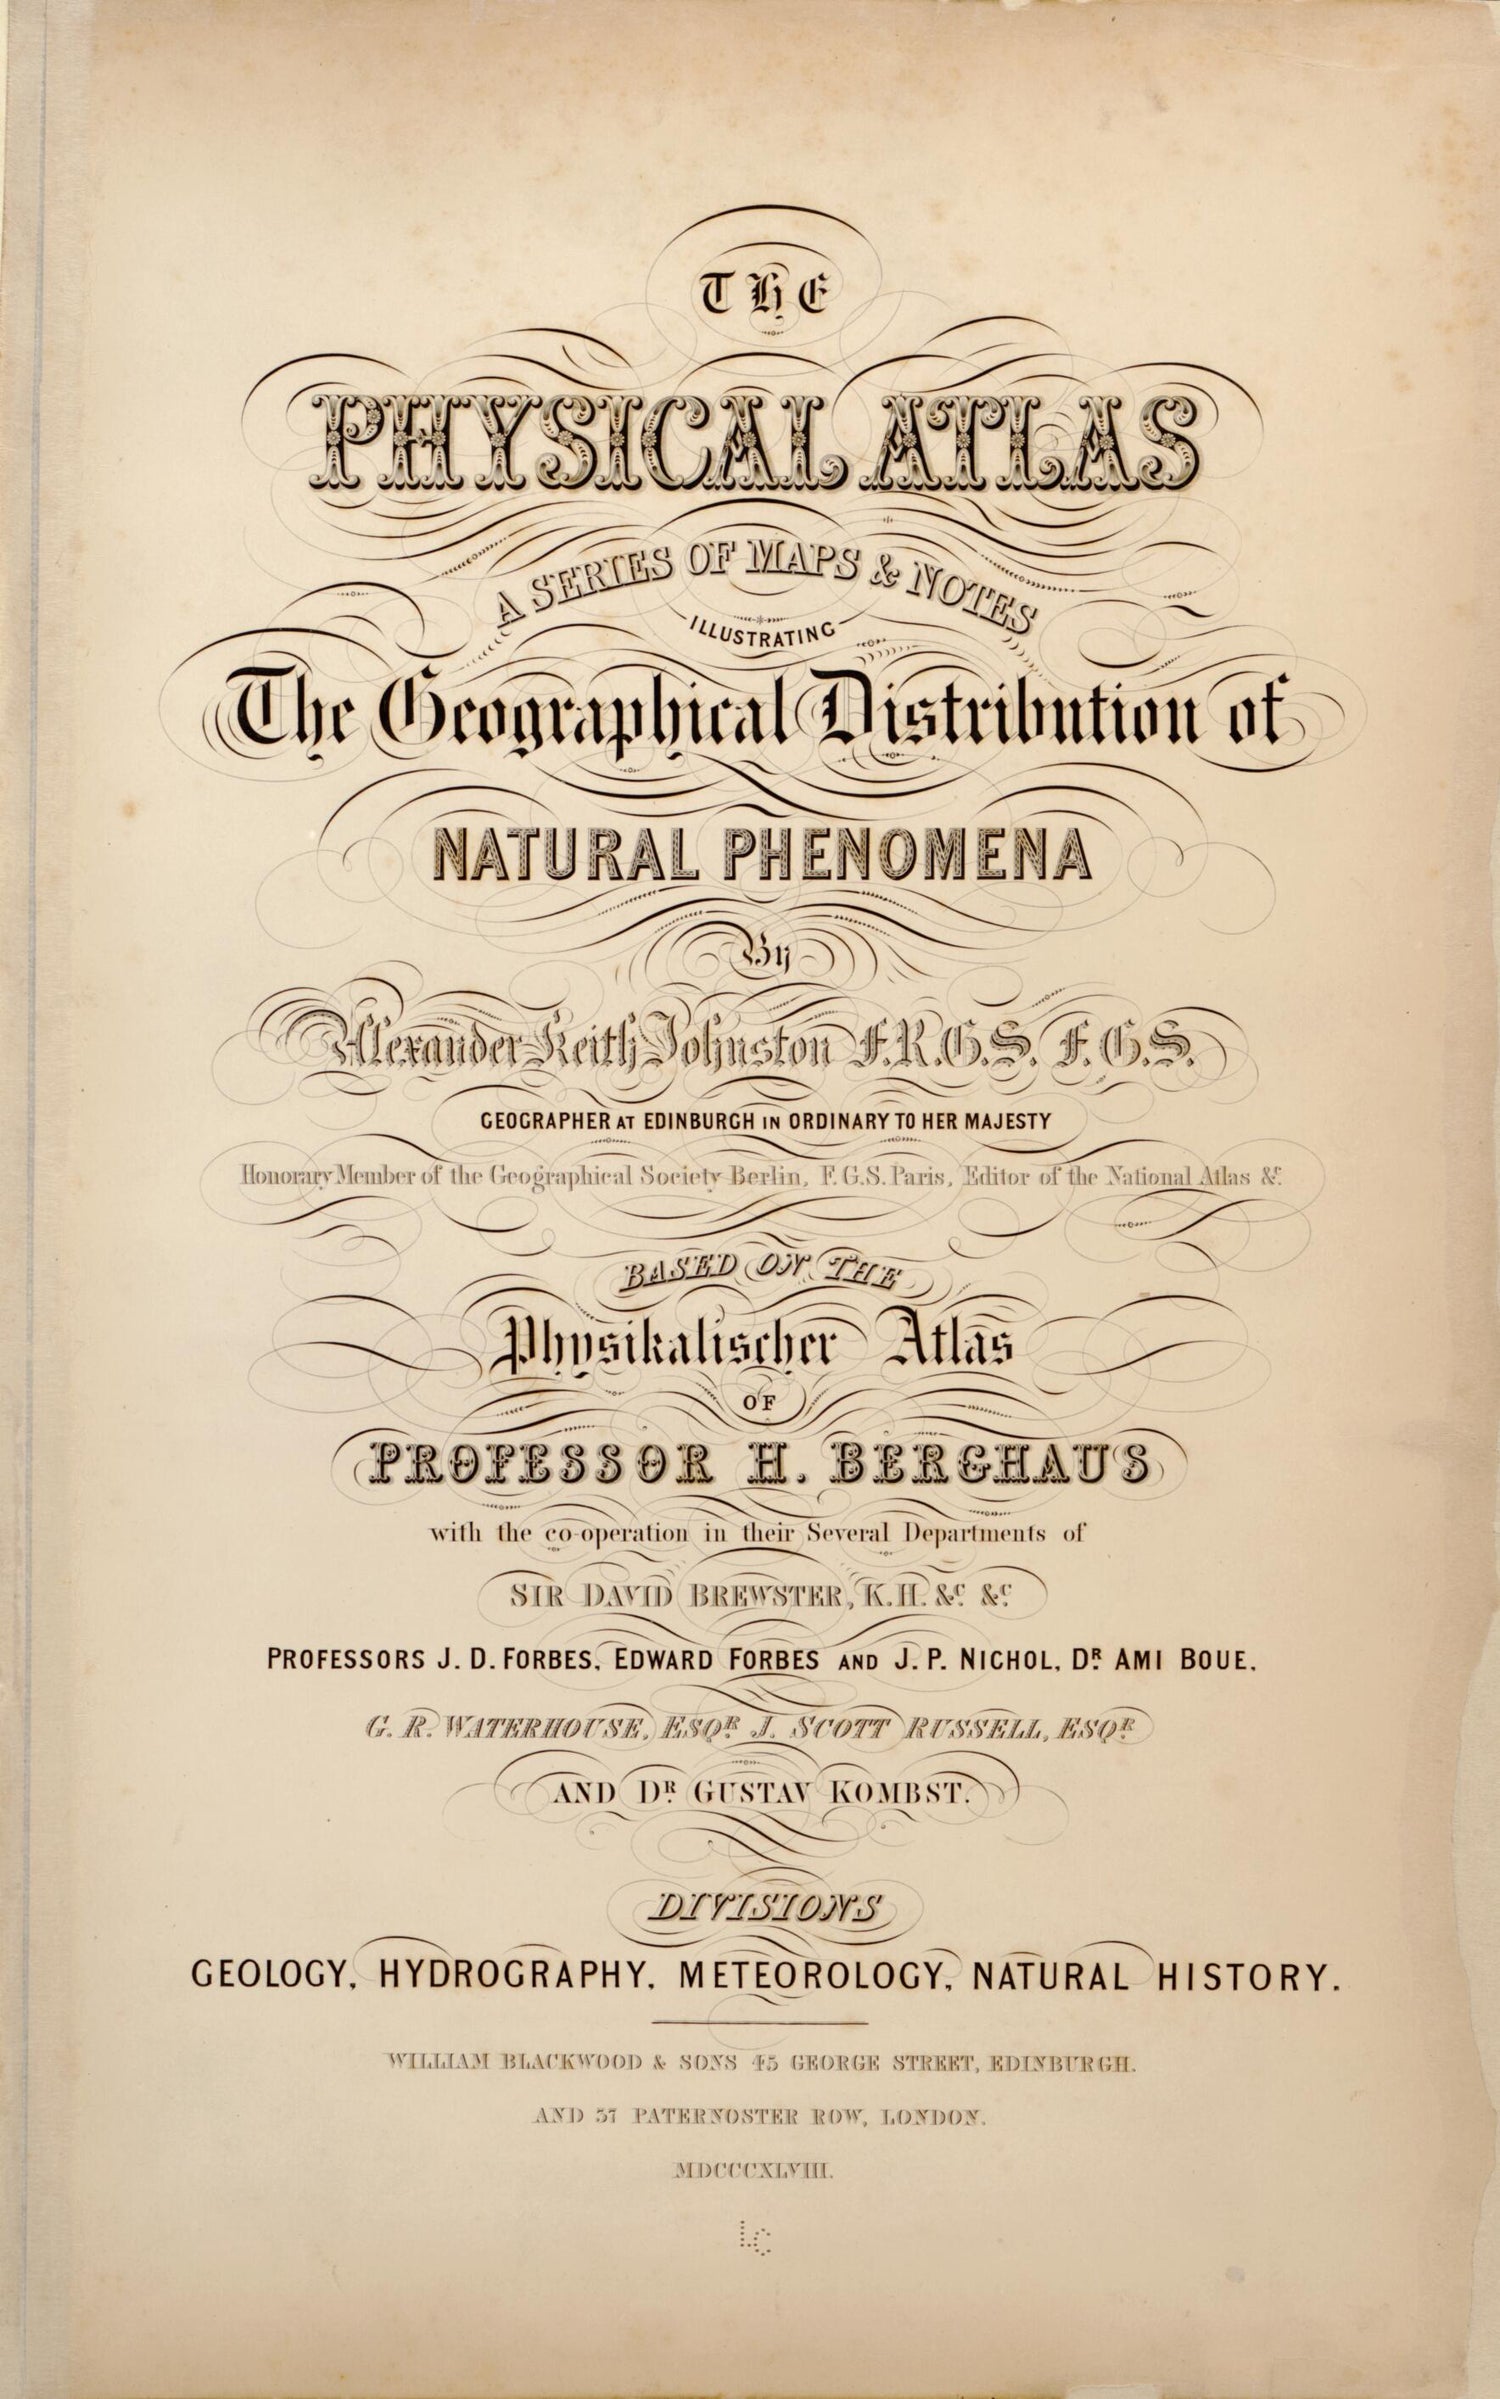 THE
PHYSICAL ATLAS
A SERIES OF MAPS & NOTES
ILLUSTRATING
The Geographical Distribution of
NATURAL PHENOMENA
By
Alexander Keith Johnston F.R.G.S. F.G.S.
GEOGRAPHER AT EDINBURGH IN ORDINARY TO HER MAJESTY
Honorary Member of the Geographical Society Berlin, F.G.S. Paris, Editor of the National Atlas &c.
BASED ON THE
Physikalischer Atlas
OF
PROFESSOR H. BERGHAUS
with the co-operation in their Several Departments of
SIR DAVID BREWSTER, K.H. &c. &c.
PROFESSORS J. D. FORBES, EDWARD FORBES AND J. P. NICHOL, DR. AMI BOUE,
G. R. WATERHOUSE, ESQR. J. SCOTT RUSSELL, ESQR.
AND DR. GUSTAV KOMBST.
DIVISIONS
GEOLOGY, HYDROGRAPHY, METEOROLOGY, NATURAL HISTORY.
WILLIAM BLACKWOOD & SONS 45 GEORGE STREET, EDINBURGH.
AND 37 PATERNOSTER ROW, LONDON.
MDCCCXLVIII.
LC